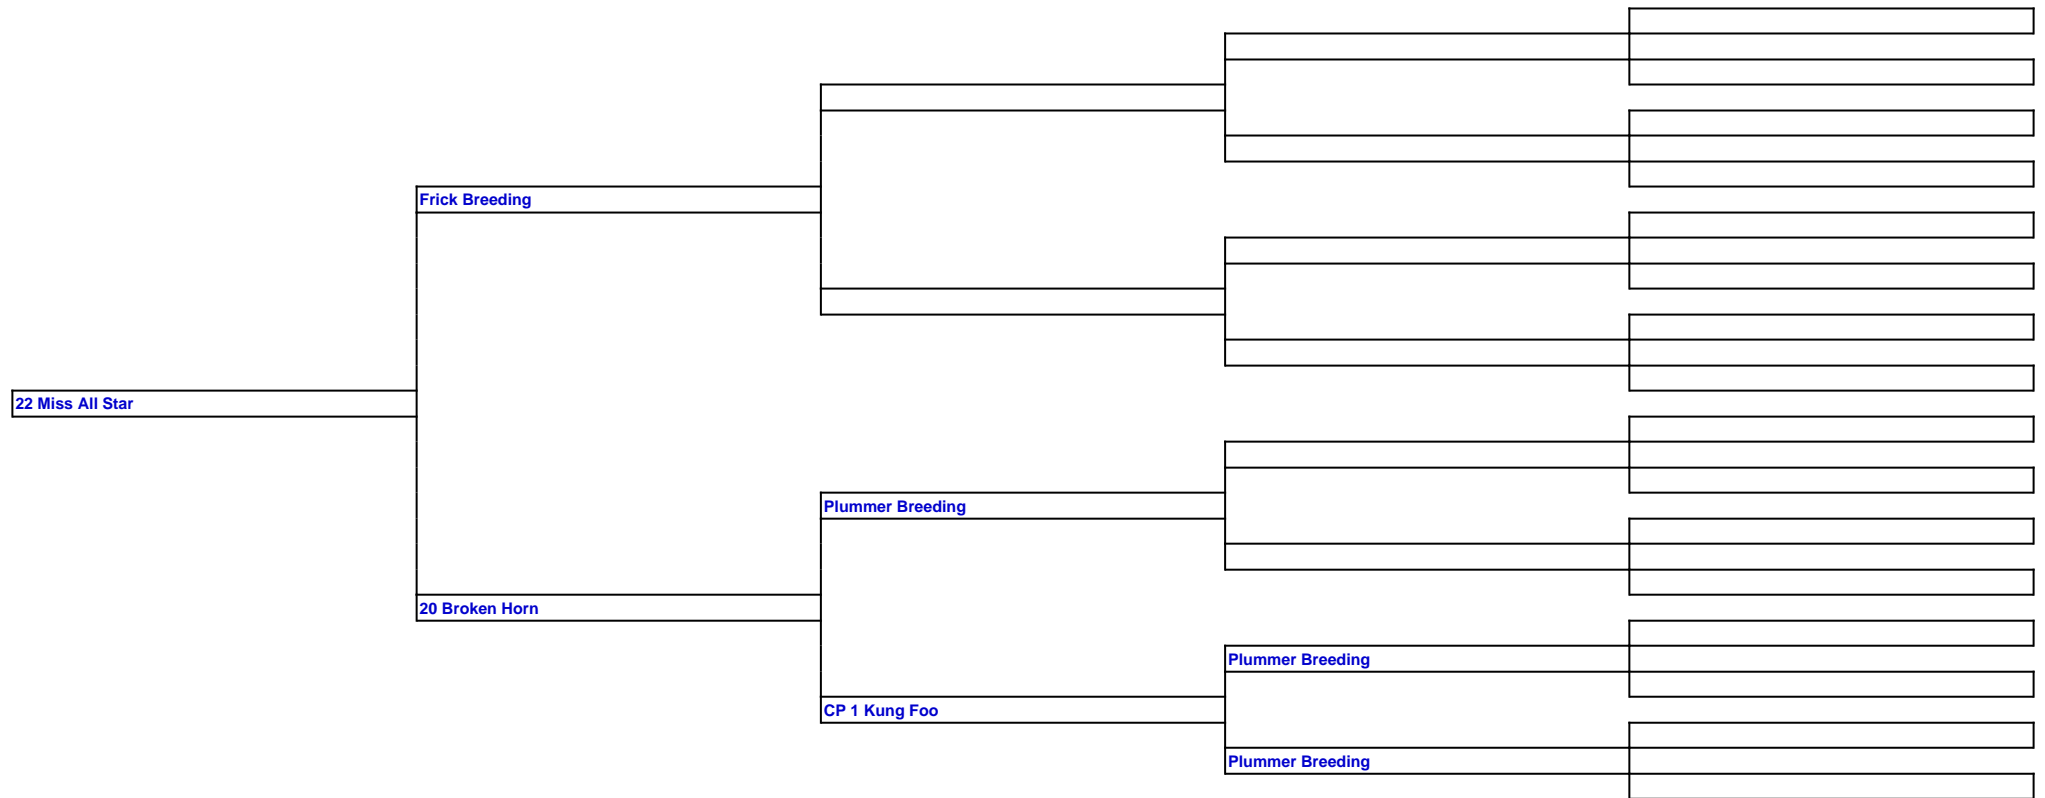 Frick Breeding
22 Miss All Star
Plummer Breeding
20 Broken Horn
Plummer Breeding
CP 1 Kung Foo
Plummer Breeding